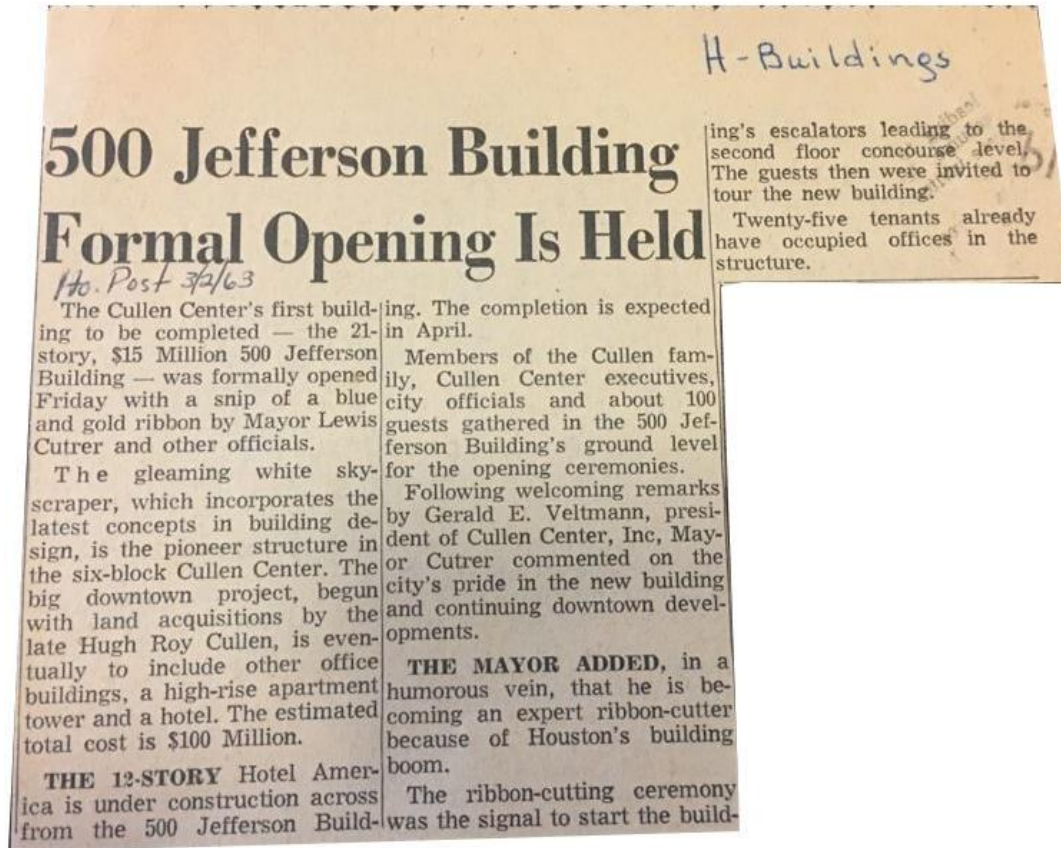 H-Buildings
500 Jefferson Building
Formal Opening Is Held
Ho. Post 3/2/63
The Cullen Center's first build-
ing to be completed — the 21-
story, $15 Million 500 Jefferson
Building — was formally opened
Friday with a snip of a blue
and gold ribbon by Mayor Lewis
Cutrer and other officials.
The gleaming white sky-
scraper, which incorporates the
latest concepts in building de-
sign, is the pioneer structure in
the six-block Cullen Center. The
big downtown project, begun
with land acquisitions by the
late Hugh Roy Cullen, is even-
tually to include other office
buildings, a high-rise apartment
tower and a hotel. The estimated
total cost is $100 Million.
THE 12-STORY Hotel Amer-
ica is under construction across
from the 500 Jefferson Build-
ing. The completion is expected
in April.
Members of the Cullen fam-
ily, Cullen Center executives,
city officials and about 100
guests gathered in the 500 Jef-
ferson Building's ground level
for the opening ceremonies.
Following welcoming remarks
by Gerald E. Veltmann, presi-
dent of Cullen Center, Inc, May-
or Cutrer commented on the
city's pride in the new building
and continuing downtown devel-
opments.
THE MAYOR ADDED, in a
humorous vein, that he is be-
coming an expert ribbon-cutter
because of Houston's building
boom.
The ribbon-cutting ceremony
was the signal to start the build-
ing's escalators leading to the
second floor concourse level.
The guests then were invited to
tour the new building.
Twenty-five tenants already
have occupied offices in the
structure.